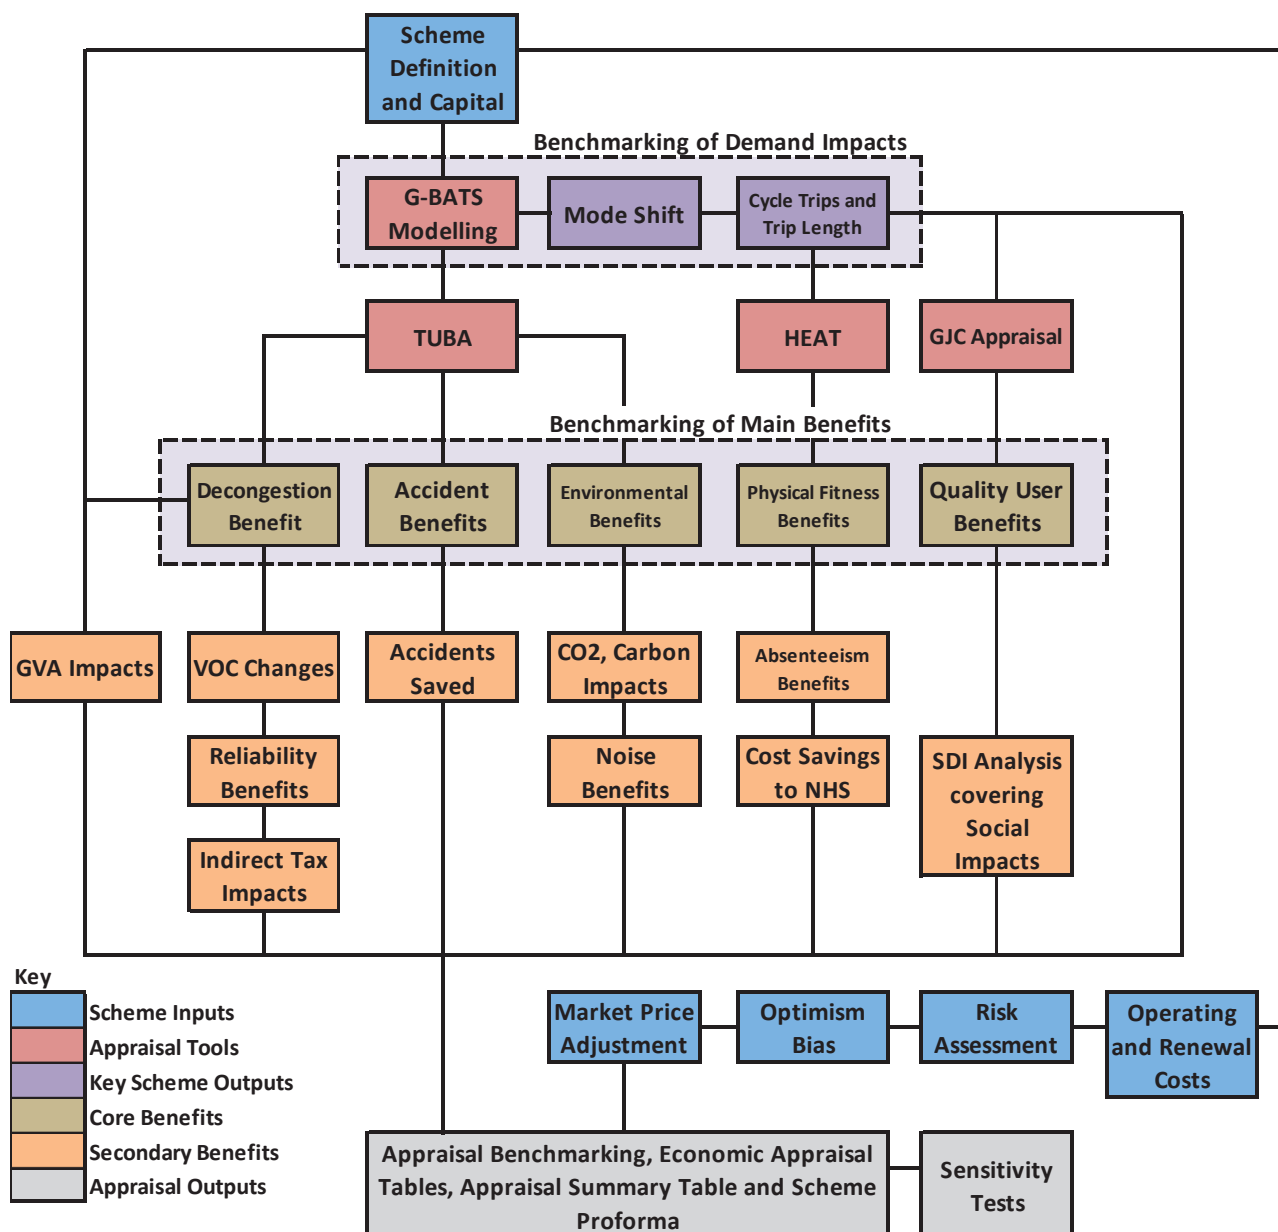 Scheme
Definition
and Capital
Benchmarking of Demand Impacts
G-BATS
Modelling
Mode Shift
Cycle Trips and
Trip Length
TUBA
HEAT
GJC Appraisal
Benchmarking of Main Benefits
Decongestion
Benefit
Accident
Benefits
Environmental
Benefits
Physical Fitness
Benefits
Quality User
Benefits
GVA Impacts
VOC Changes
Accidents
Saved
CO2, Carbon
Impacts
Absenteeism
Benefits
Reliability
Benefits
Noise
Benefits
Cost Savings
to NHS
SDI Analysis
covering
Social
Impacts
Indirect Tax
Impacts
Key
Scheme Inputs
Appraisal Tools
Key Scheme Outputs
Core Benefits
Secondary Benefits
Appraisal Outputs
Market Price
Adjustment
Optimism
Bias
Risk
Assessment
Operating
and Renewal
Costs
Appraisal Benchmarking, Economic Appraisal
Tables, Appraisal Summary Table and Scheme
Proforma
Sensitivity
Tests